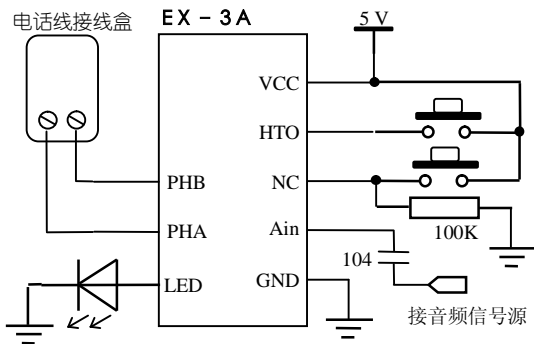 电话线接线盒
EX-3A
5 V
VCC
HTO
PHB
NC
PHA
Ain
100K
LED
GND
104
接音频信号源